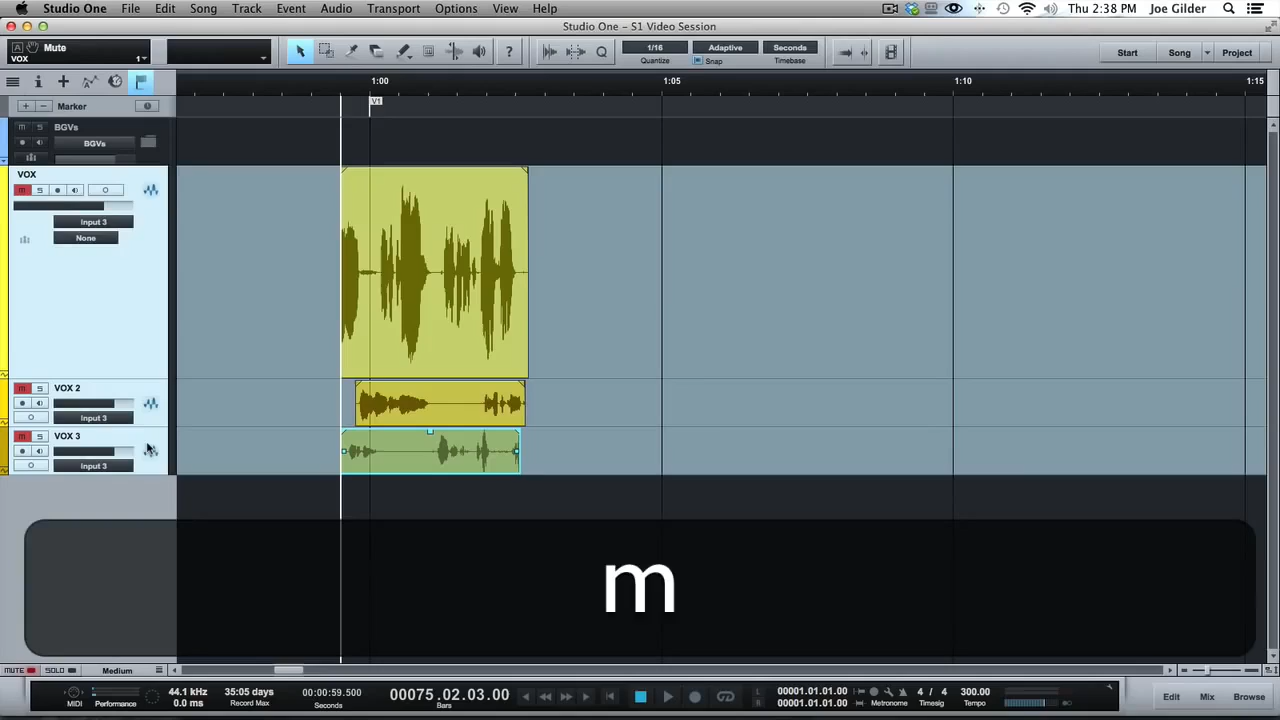 Studio One File Edit Song Track Event Audio Transport Options View Help Thu 2:38 PM Joe Gilder
Studio One - S1 Video Session
Mute
VOX 1
? 1/16 Adaptive Seconds Start Song Project
Quantize Snap Timebase
1:00 1:05 1:10 1:15
+ - Marker V1
M S BGVs
BGVs
VOX
M S
Input 3
None
VOX 2
M S
Input 3
VOX 3
M S
Input 3
m
MUTE SOLO Medium
MIDI Performance 44.1 kHz 0.0 ms 35:05 days Record Max 00:00:59.500 Seconds 00075.02.03.00 Bars L 00001.01.01.00 R 00001.01.01.00 Metronome 4 / 4 Timesig 300.00 Tempo Edit Mix Browse